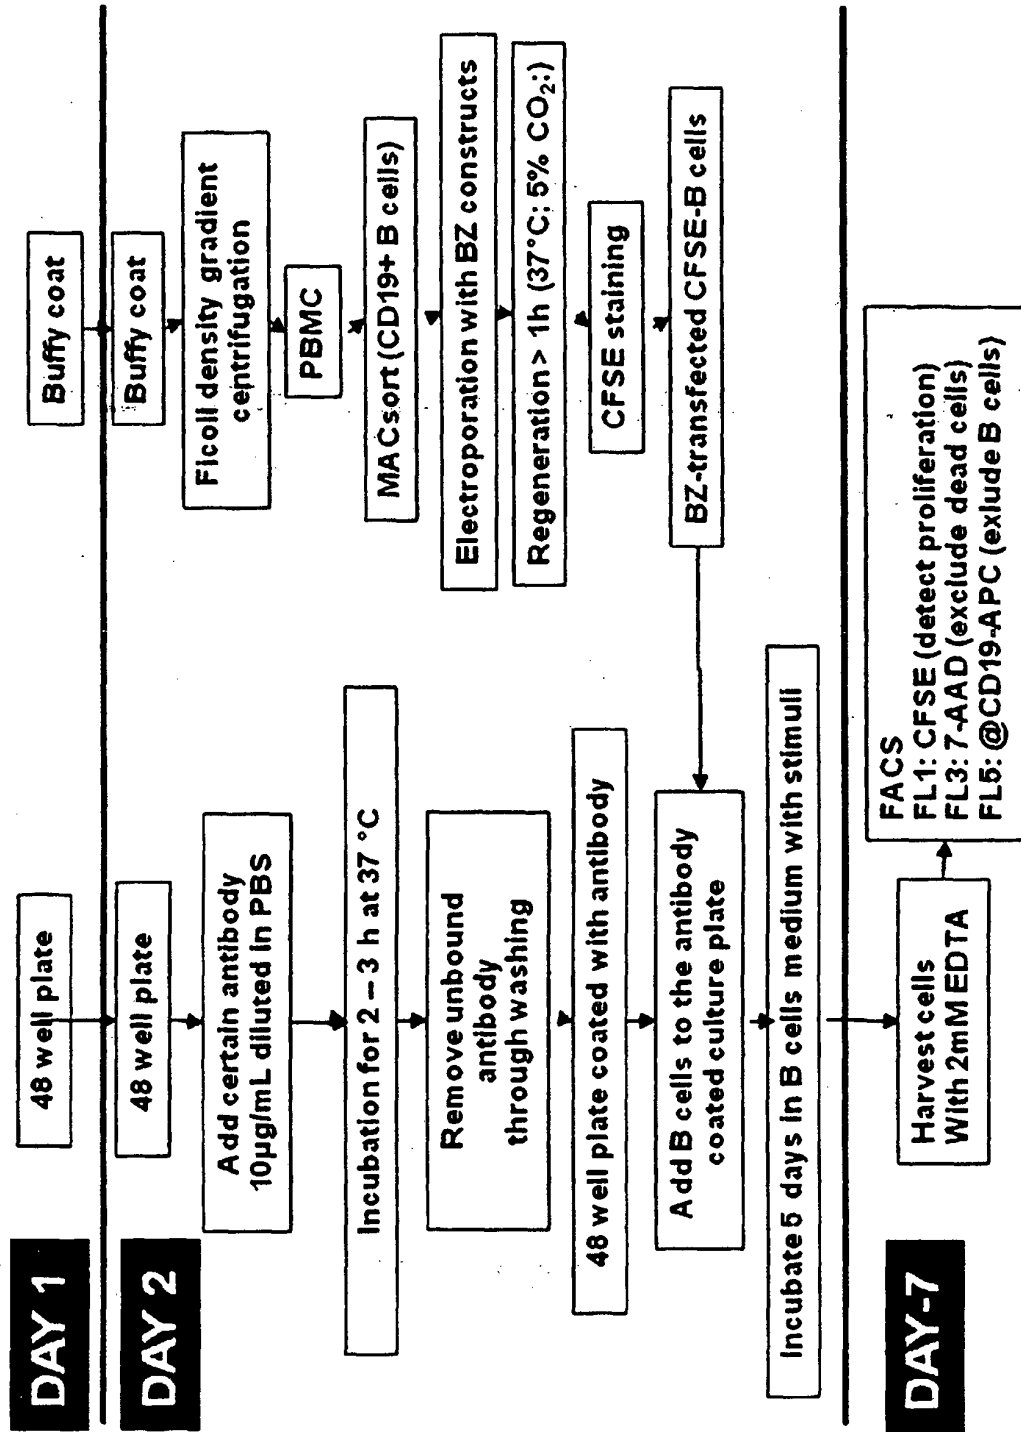 DAY 1
48 well plate
Buffy coat
DAY 2
48 well plate
Add certain antibody
10µg/mL diluted in PBS
Incubation for 2 – 3 h at 37 °C
Remove unbound
antibody
through washing
48 well plate coated with antibody
Add B cells to the antibody
coated culture plate
Incubate 5 days in B cells medium with stimuli
Buffy coat
Ficoll density gradient
centrifugation
PBMC
MACsort (CD19+ B cells)
Electroporation with BZ constructs
Regeneration > 1h (37°C; 5% CO₂;)
CFSE staining
BZ-transfected CFSE-B cells
DAY-7
Harvest cells
With 2mM EDTA
FACS
FL1: CFSE (detect proliferation)
FL3: 7-AAD (exclude dead cells)
FL5: @CD19-APC (exlude B cells)